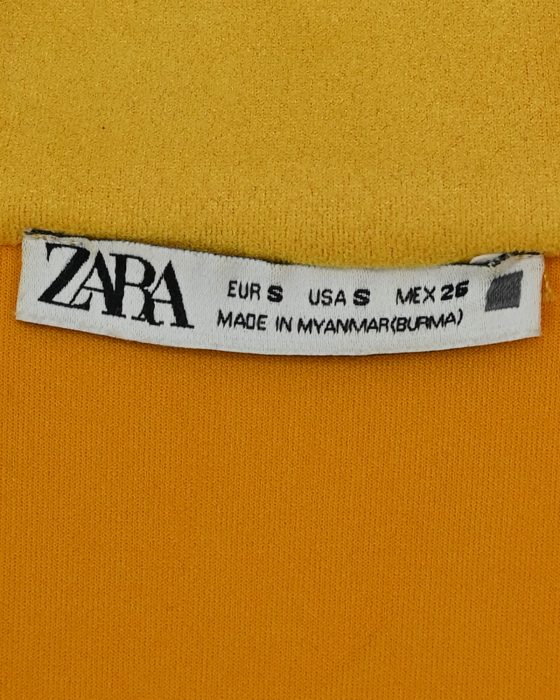 ZARA
EUR S USA S MEX 26
MADE IN MYANMAR(BURMA)